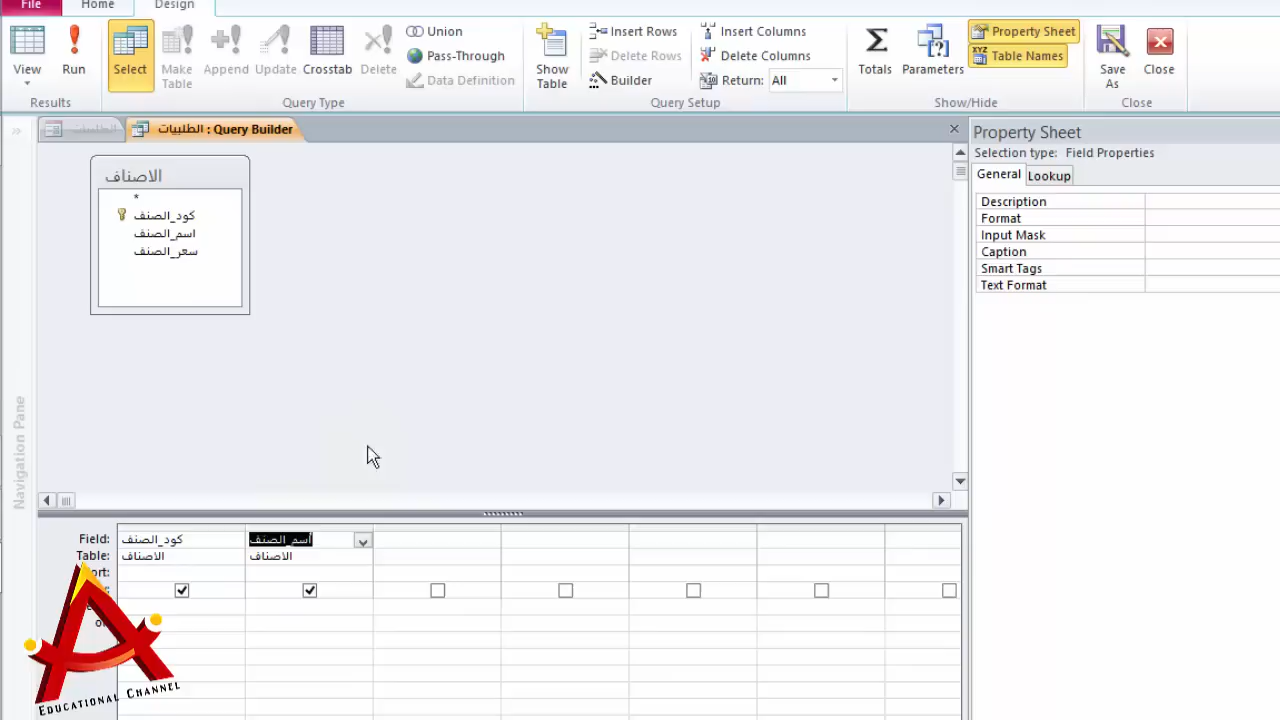 File
Home
Design
View
Run
Select
Make Table
Append
Update
Crosstab
Delete
Union
Pass-Through
Data Definition
Show Table
Insert Rows
Delete Rows
Builder
Insert Columns
Delete Columns
Return: All
Totals
Parameters
Property Sheet
XYZ Table Names
Save As
Close
Results
Query Type
Query Setup
Show/Hide
Close
الطلبيات
الطلبيات : Query Builder
Property Sheet
Selection type: Field Properties
General
Lookup
Description
Format
Input Mask
Caption
Smart Tags
Text Format
الاصناف
*
كود_الصنف
اسم_الصنف
سعر_الصنف
Navigation Pane
Field: كود_الصنف أسم_الصنف
Table: الاصناف الاصناف
ort:
EDUCATIONAL CHANNEL